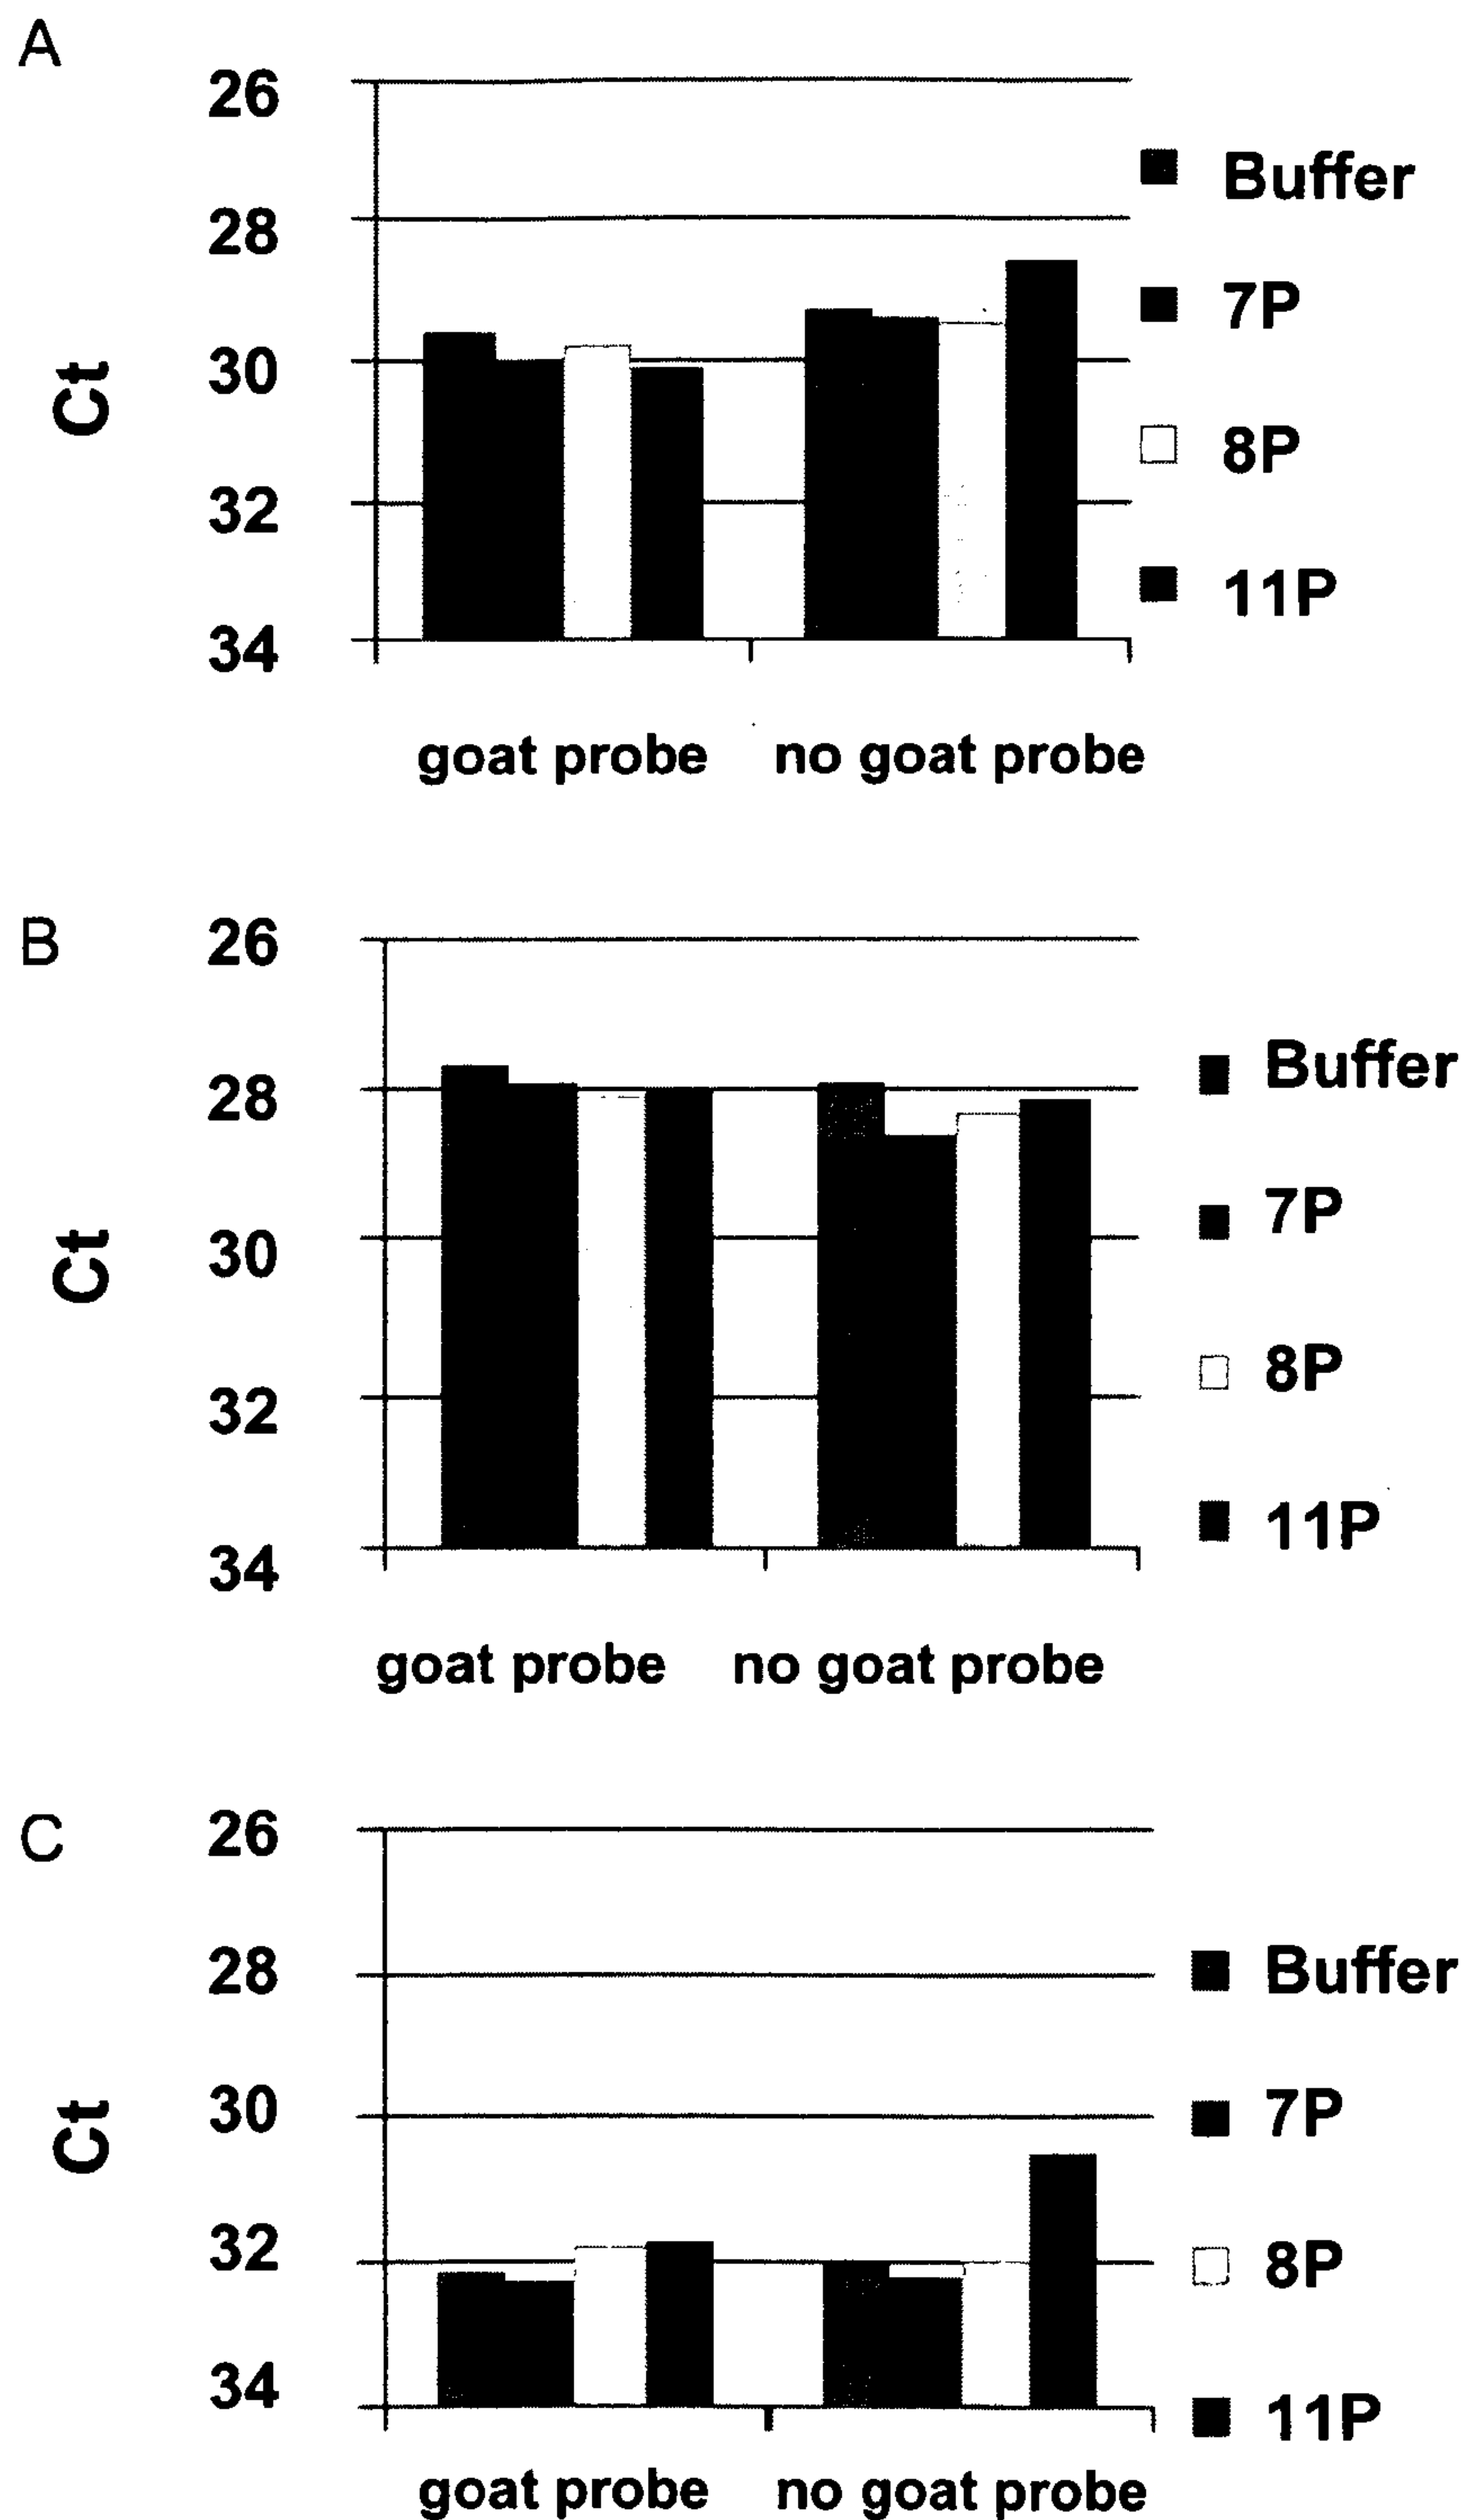 A
26
28
30
32
34
Ct
Buffer
7P
8P
11P
goat probe
no goat probe
B
26
28
30
32
34
Ct
Buffer
7P
8P
11P
goat probe
no goat probe
C
26
28
30
32
34
Ct
Buffer
7P
8P
11P
goat probe
no goat probe